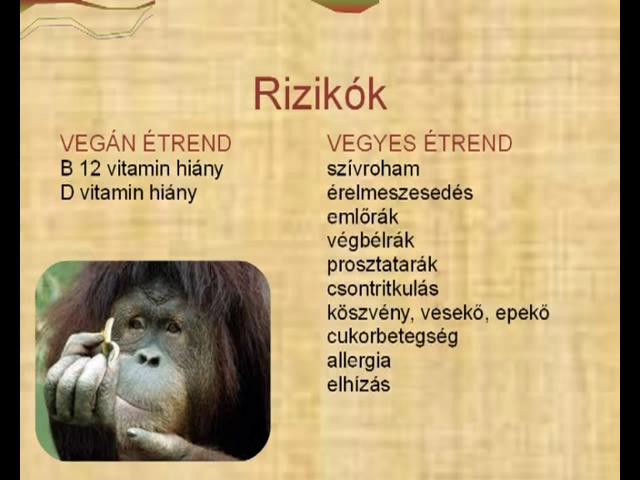 Rizikók
VEGÁN ÉTREND
B 12 vitamin hiány
D vitamin hiány
VEGYES ÉTREND
szívroham
érelmeszesedés
emlőrák
végbélrák
prosztatarák
csontritkulás
köszvény, vesekő, epekő
cukorbetegség
allergia
elhízás